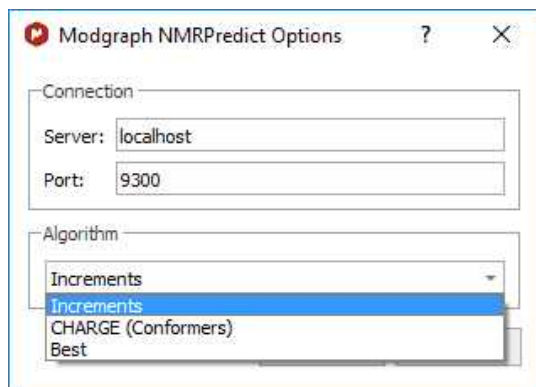 Modgraph NMRPredict Options ? X
Connection
Server: localhost
Port: 9300
Algorithm
Increments
Increments
CHARGE (Conformers)
Best